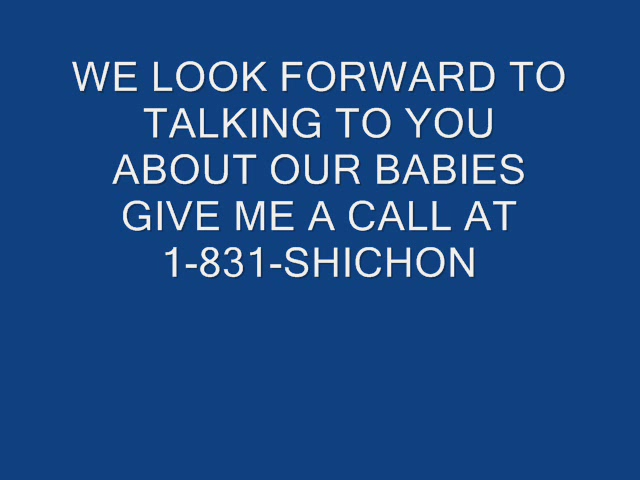 WE LOOK FORWARD TO
TALKING TO YOU
ABOUT OUR BABIES
GIVE ME A CALL AT
1-831-SHICHON